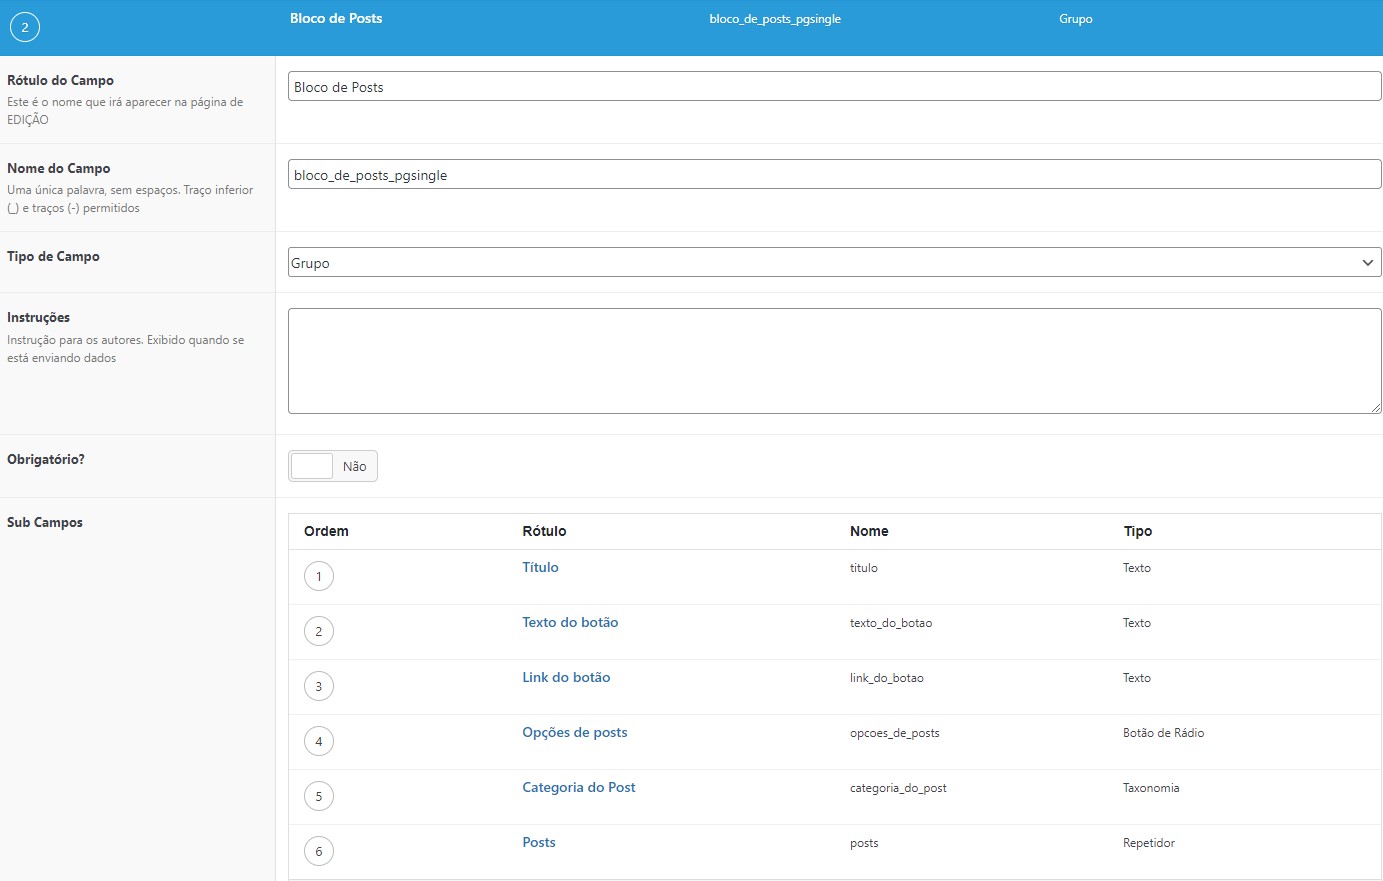 2 Bloco de Posts bloco_de_posts_pgsingle Grupo
Rótulo do Campo
Este é o nome que irá aparecer na página de
EDIÇÃO
Bloco de Posts
Nome do Campo
Uma única palavra, sem espaços. Traço inferior
(_) e traços (-) permitidos
bloco_de_posts_pgsingle
Tipo de Campo
Grupo
Instruções
Instrução para os autores. Exibido quando se
está enviando dados
Obrigatório?
Não
Sub Campos
Ordem Rótulo Nome Tipo
1 Título titulo Texto
2 Texto do botão texto_do_botao Texto
3 Link do botão link_do_botao Texto
4 Opções de posts opcoes_de_posts Botão de Rádio
5 Categoria do Post categoria_do_post Taxonomia
6 Posts posts Repetidor